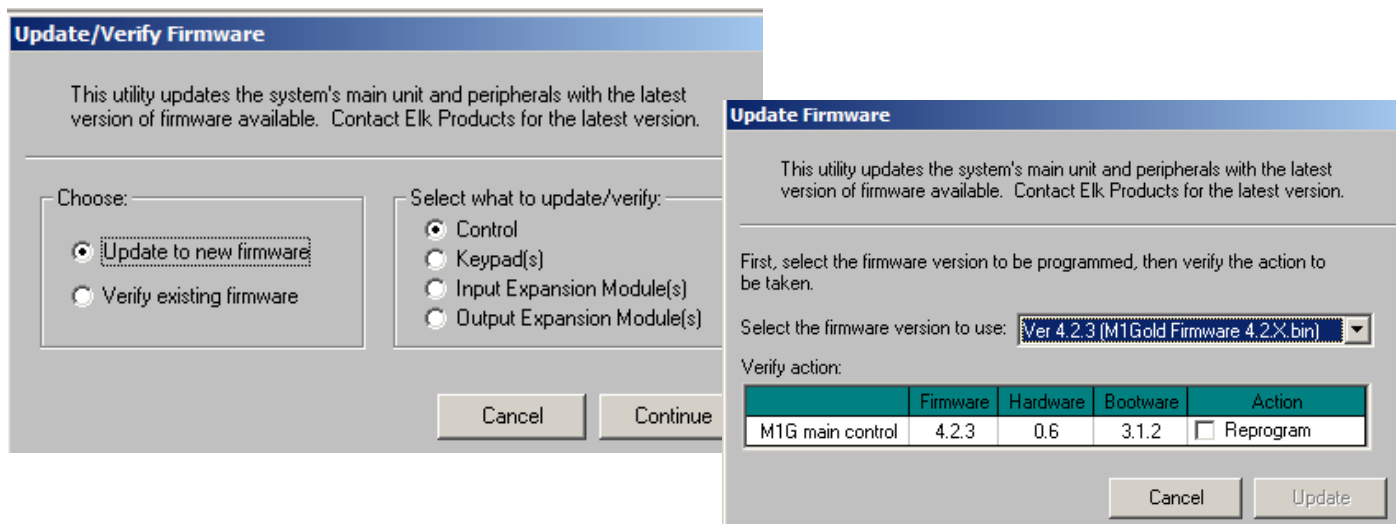 Update/Verify Firmware
This utility updates the system's main unit and peripherals with the latest
version of firmware available.  Contact Elk Products for the latest version.
Choose:
Update to new firmware
Verify existing firmware
Select what to update/verify:
Control
Keypad(s)
Input Expansion Module(s)
Output Expansion Module(s)
Cancel
Continue
Update Firmware
This utility updates the system's main unit and peripherals with the latest
version of firmware available.  Contact Elk Products for the latest version.
First, select the firmware version to be programmed, then verify the action to
be taken.
Select the firmware version to use: Ver 4.2.3 (M1Gold Firmware 4.2.X.bin)
Verify action:
Firmware Hardware Bootware Action
M1G main control 4.2.3 0.6 3.1.2 Reprogram
Cancel
Update